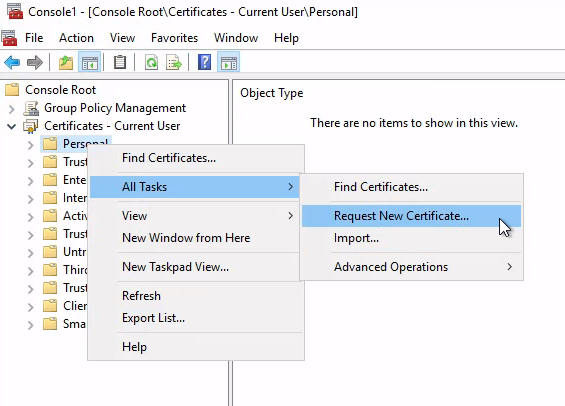 Console1 - [Console Root\Certificates - Current User\Personal]
File Action View Favorites Window Help
Console Root
Group Policy Management
Certificates - Current User
Personal
Trust
Enter
Inter
Activ
Trust
Untr
Third
Trust
Clien
Sma
Object Type
There are no items to show in this view.
Find Certificates...
All Tasks
View
New Window from Here
New Taskpad View...
Refresh
Export List...
Help
Find Certificates...
Request New Certificate...
Import...
Advanced Operations